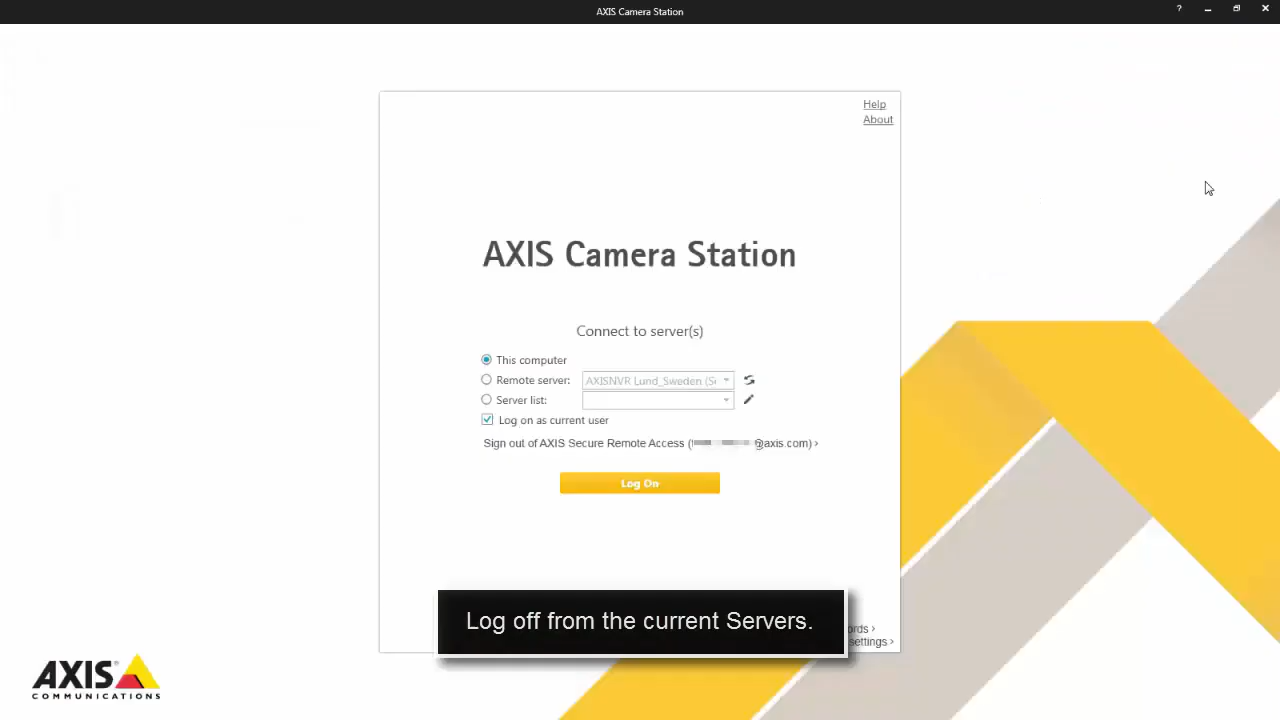 AXIS Camera Station
?
Help
About
AXIS Camera Station
Connect to server(s)
This computer
Remote server: AXISNVR Lund_Sweden (S
Server list:
Log on as current user
Sign out of AXIS Secure Remote Access ( @axis.com) ›
Log On
Log off from the current Servers.
settings ›
AXIS
COMMUNICATIONS